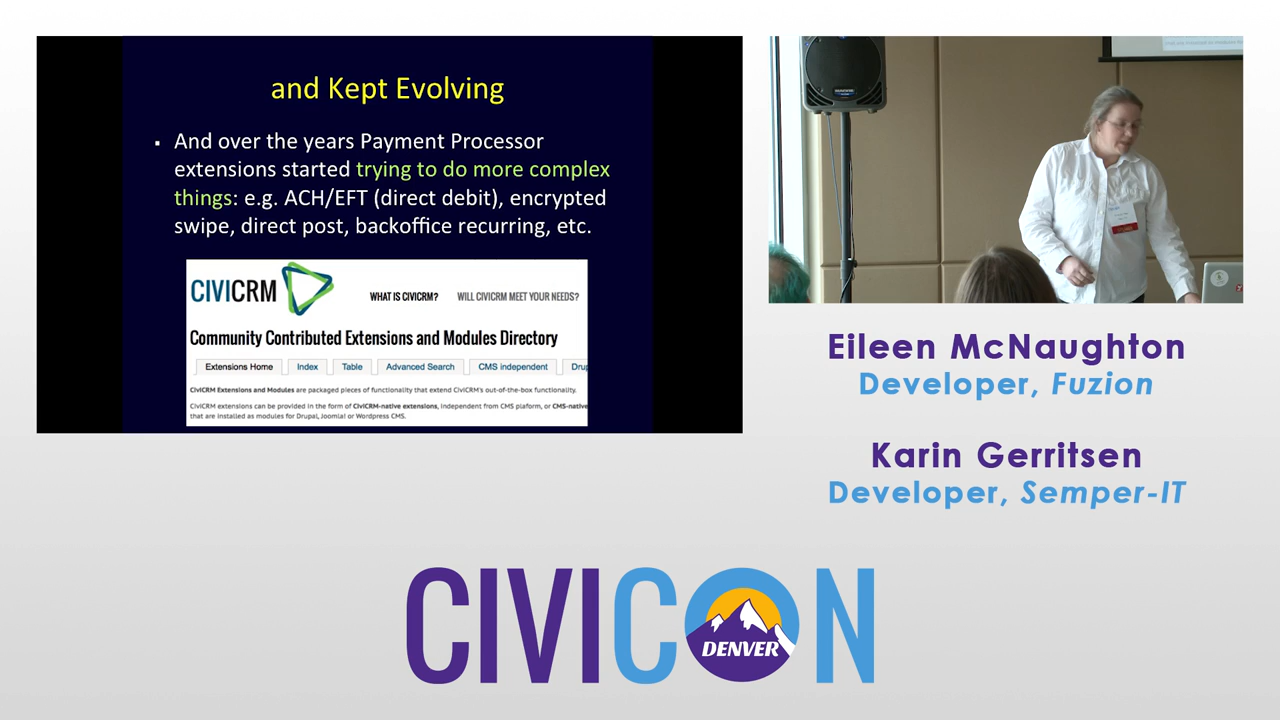 and Kept Evolving
▪ And over the years Payment Processor
extensions started trying to do more complex
things: e.g. ACH/EFT (direct debit), encrypted
swipe, direct post, backoffice recurring, etc.
CIVICRM
WHAT IS CIVICRM? WILL CIVICRM MEET YOUR NEEDS?
Community Contributed Extensions and Modules Directory
Extensions Home Index Table Advanced Search CMS independent Drup
CiviCRM Extensions and Modules are packaged pieces of functionality that extend CiviCRM's out-of-the-box functionality.
CiviCRM extensions can be provided in the form of CiviCRM-native extensions, independent from CMS plaform, or CMS-native
that are installed as modules for Drupal, Joomla! or Wordpress CMS.
Eileen McNaughton
Developer, Fuzion
Karin Gerritsen
Developer, Semper-IT
CIVICON
DENVER